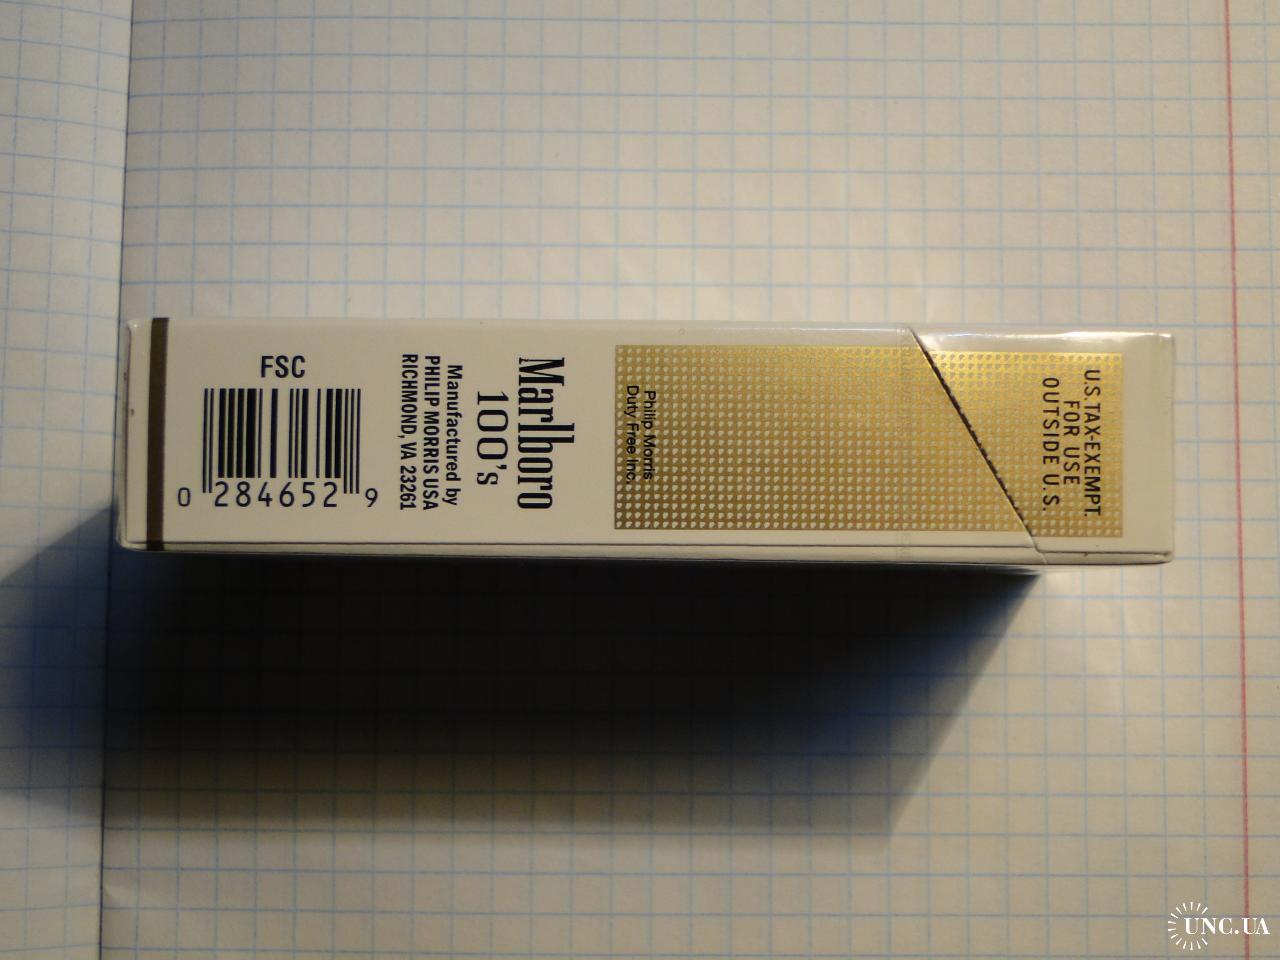 FSC
0 284652 9
Manufactured by
PHILIP MORRIS USA
RICHMOND, VA 23261
Marlboro
100's
Philip Morris
Duty Free Inc.
U.S. TAX-EXEMPT.
FOR USE
OUTSIDE U.S.
UNC.UA